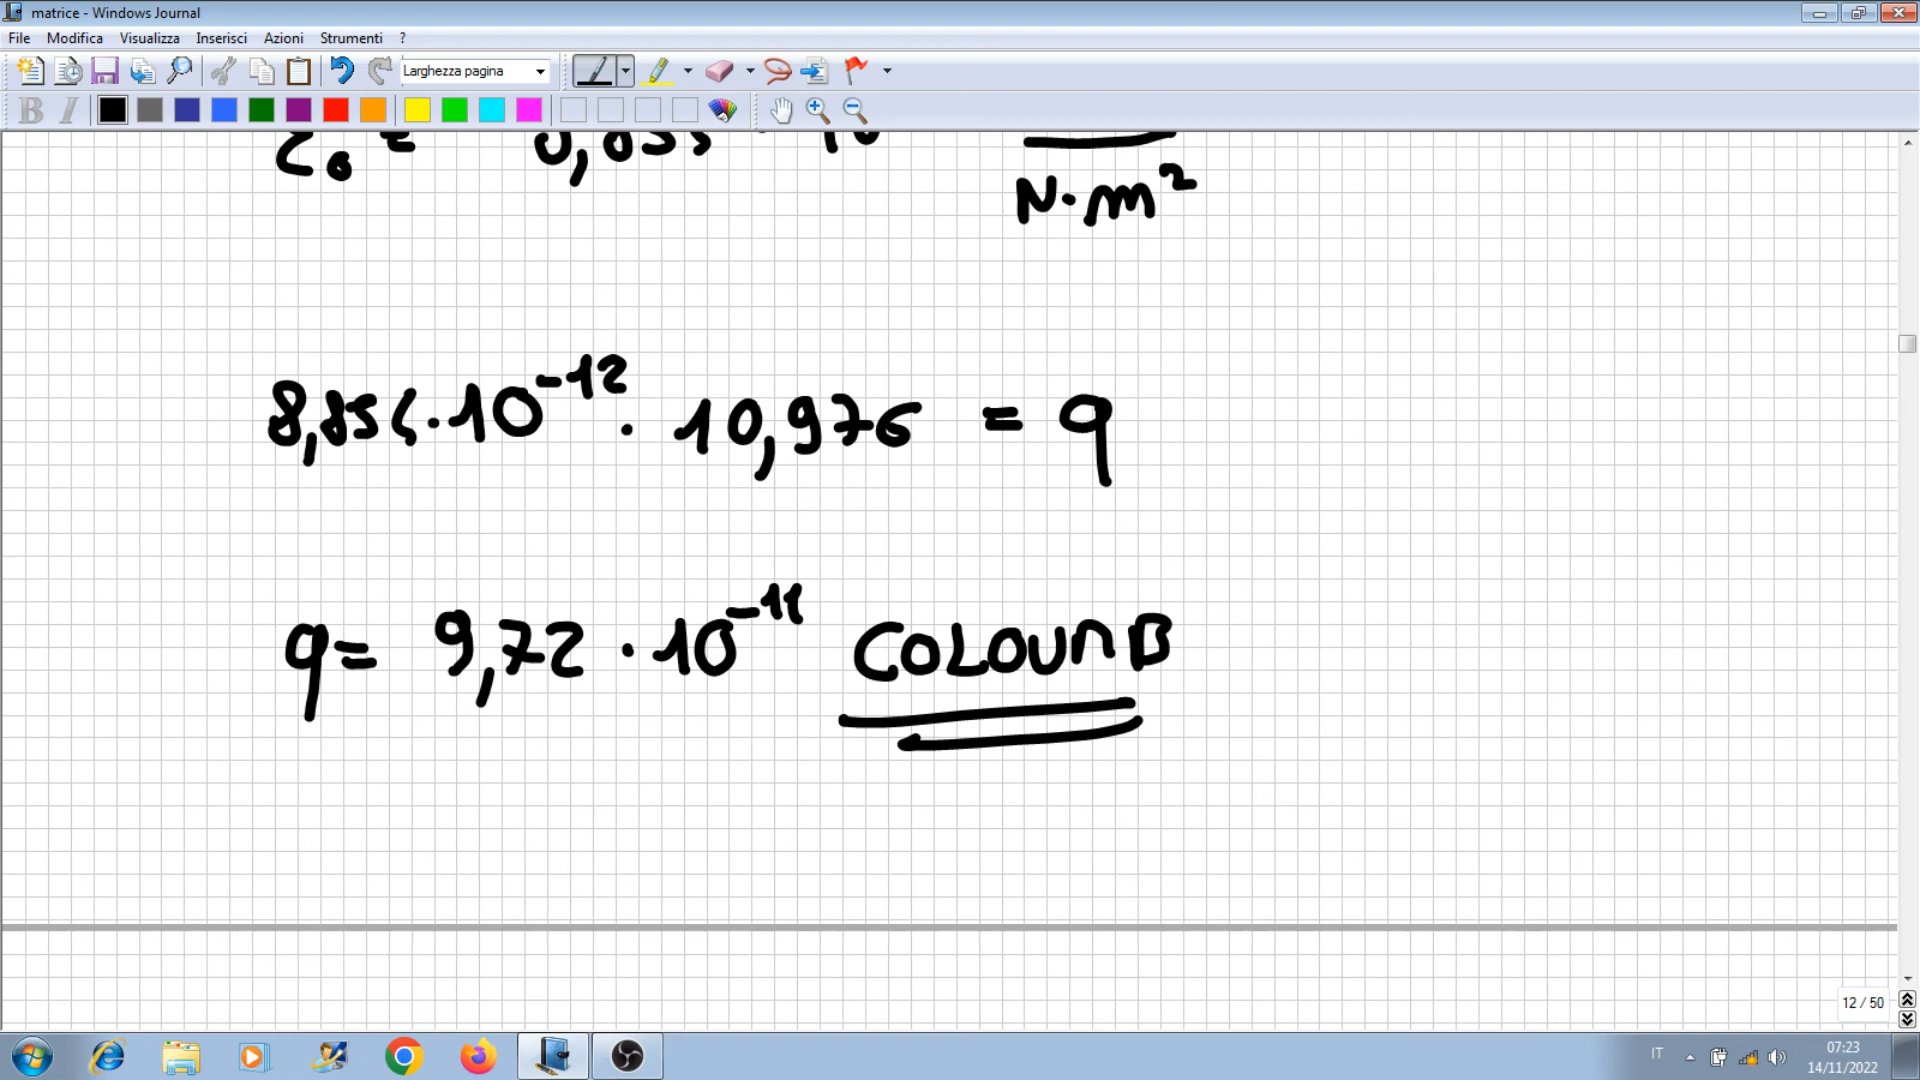 matrice - Windows Journal
File Modifica Visualizza Inserisci Azioni Strumenti ?
Larghezza pagina
B I
N·m²
8,854·10⁻¹² · 10,976 = q
q= 9,72 · 10⁻¹¹ COLOUMB
12 / 50
IT
07:23
14/11/2022